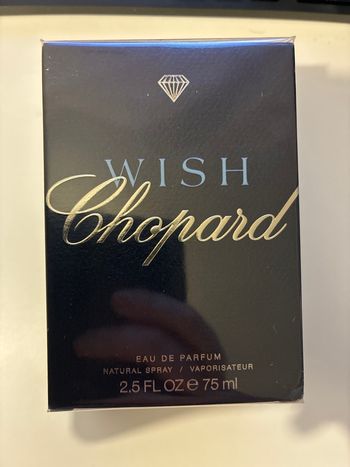 WISH
Chopard
EAU DE PARFUM
NATURAL SPRAY / VAPORISATEUR
2.5 FL OZ ℮ 75 ml